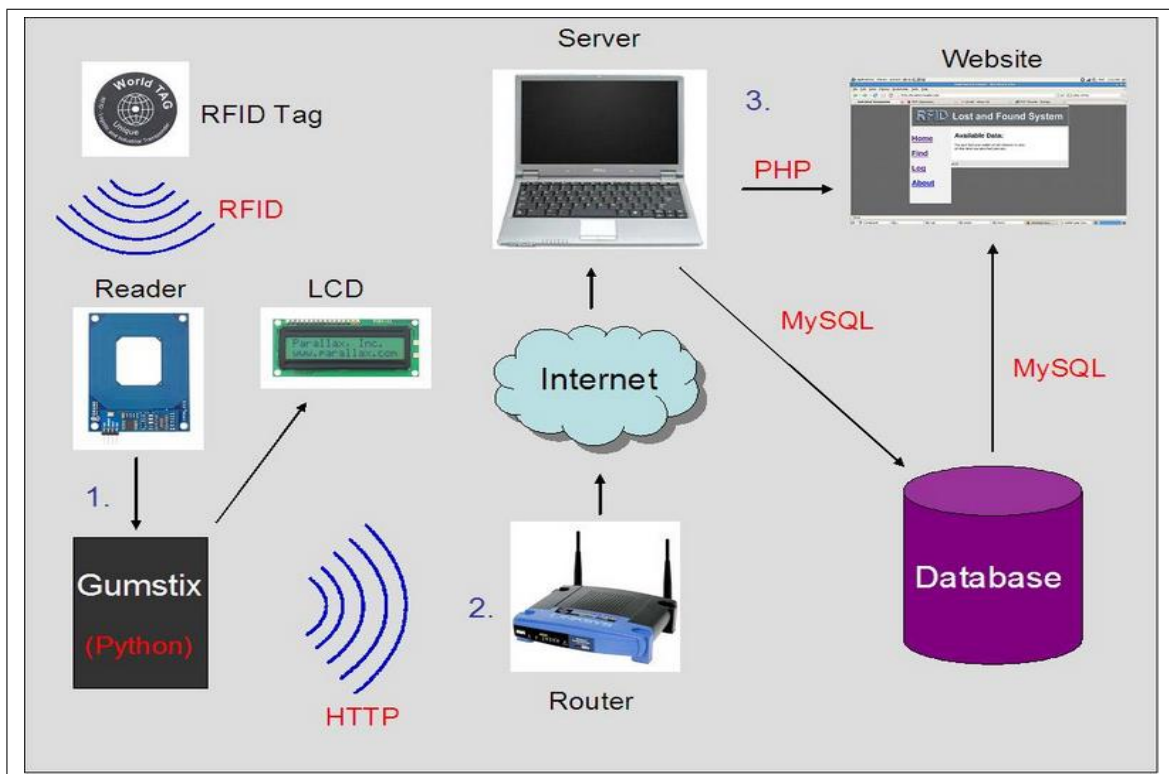 Server
Website
World TAG
Unique
RFID Tag
3.
RFID Lost and Found System
Home
Find
Log
About
Available Data:
PHP
RFID
Reader
LCD
Parallax, Inc.
www.parallax.com
MySQL
Internet
MySQL
1.
Gumstix
(Python)
2.
Database
HTTP
Router